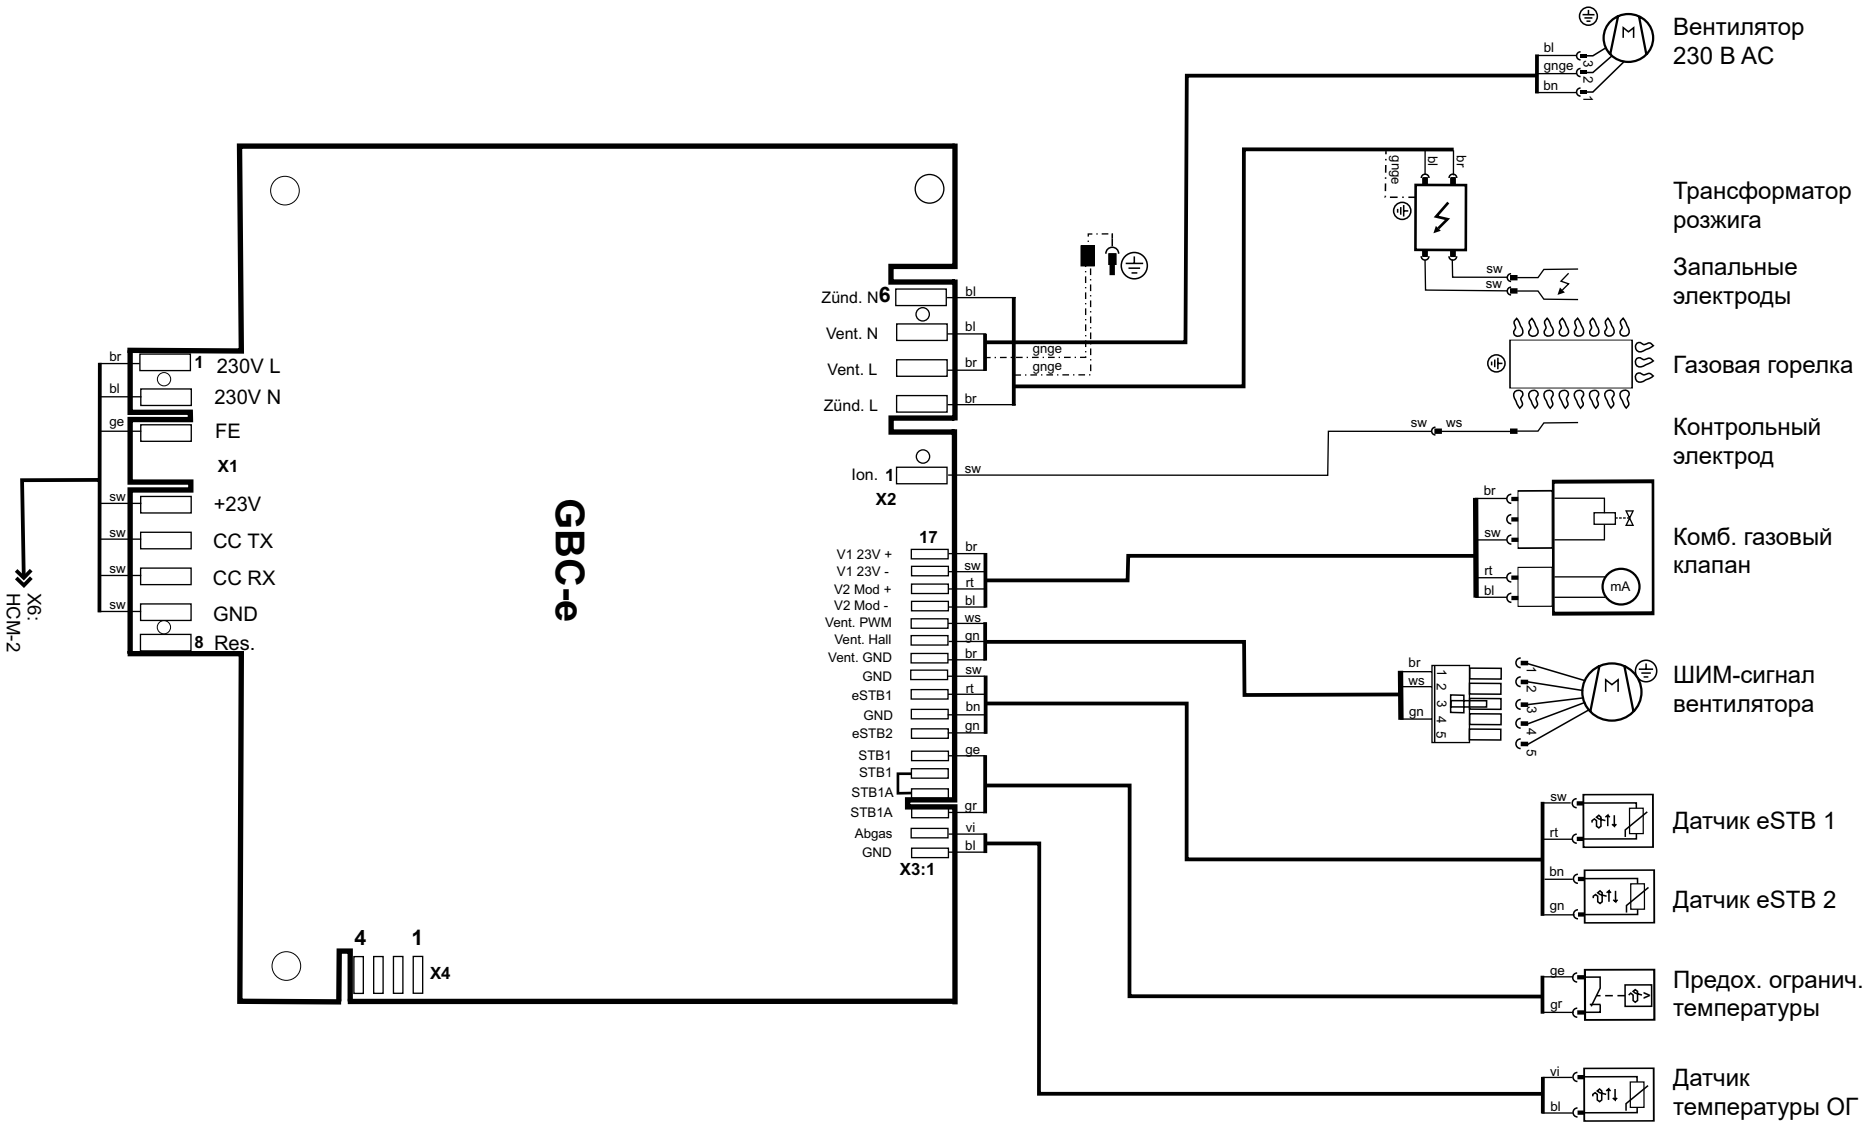 bl
gnge
bn
3
2
1
M
Вентилятор
230 В AC
gnge
bl
br
Трансформатор
розжига
sw
sw
Запальные
электроды
Газовая горелка
sw
ws
Контрольный
электрод
br
sw
rt
bl
mA
Комб. газовый
клапан
br
ws
gn
1
2
3
4
5
1
2
3
4
5
M
ШИМ-сигнал
вентилятора
sw
rt
Датчик eSTB 1
bn
gn
Датчик eSTB 2
ge
gr
Предох. огранич.
температуры
vi
bl
Датчик
температуры ОГ
GBC-e
br
1
230V L
bl
230V N
ge
FE
X1
sw
+23V
sw
CC TX
sw
CC RX
sw
GND
8
Res.
X6:
HCM-2
Zünd. N
6
bl
Vent. N
bl
gnge
Vent. L
br
gnge
Zünd. L
br
Ion.
1
sw
X2
17
V1 23V +
br
V1 23V -
sw
V2 Mod +
rt
V2 Mod -
bl
Vent. PWM
ws
Vent. Hall
gn
Vent. GND
br
GND
sw
eSTB1
rt
GND
bn
eSTB2
gn
STB1
ge
STB1
STB1A
STB1A
gr
Abgas
vi
GND
bl
X3:1
4
1
X4